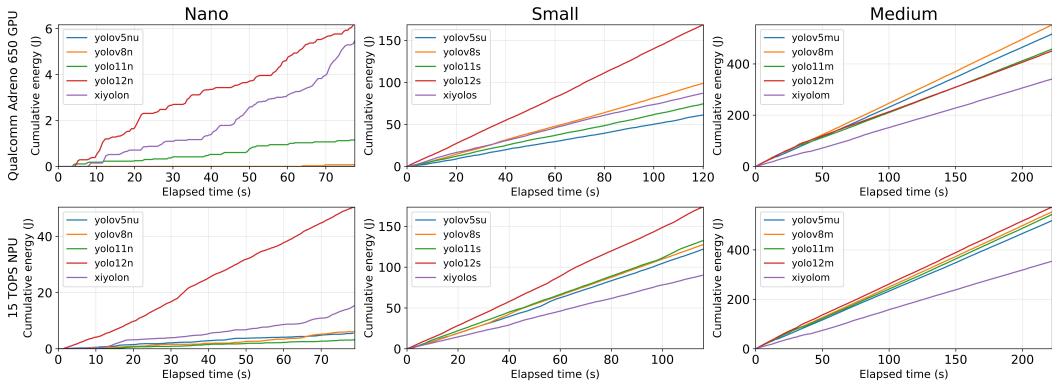 Nano
Small
Medium
Qualcomm Adreno 650 GPU
Cumulative energy (J)
6
4
2
0
yolov5nu
yolov8n
yolo11n
yolo12n
xiyolon
0 10 20 30 40 50 60 70
Elapsed time (s)
Cumulative energy (J)
150
100
50
0
yolov5su
yolov8s
yolo11s
yolo12s
xiyolos
0 20 40 60 80 100 120
Elapsed time (s)
Cumulative energy (J)
400
200
0
yolov5mu
yolov8m
yolo11m
yolo12m
xiyolom
0 50 100 150 200
Elapsed time (s)
15 TOPS NPU
Cumulative energy (J)
40
20
0
yolov5nu
yolov8n
yolo11n
yolo12n
xiyolon
0 10 20 30 40 50 60 70
Elapsed time (s)
Cumulative energy (J)
150
100
50
0
yolov5su
yolov8s
yolo11s
yolo12s
xiyolos
0 20 40 60 80 100
Elapsed time (s)
Cumulative energy (J)
400
200
0
yolov5mu
yolov8m
yolo11m
yolo12m
xiyolom
0 50 100 150 200
Elapsed time (s)